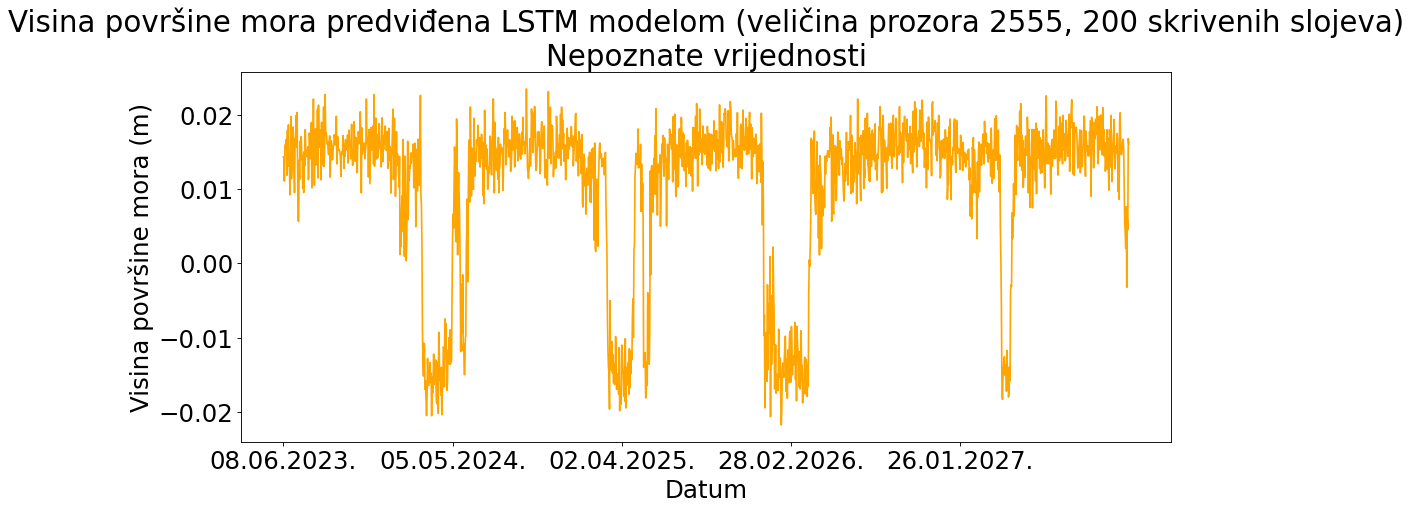 Visina površine mora predviđena LSTM modelom (veličina prozora 2555, 200 skrivenih slojeva)
Nepoznate vrijednosti
Visina površine mora (m)
0.02
0.01
0.00
−0.01
−0.02
08.06.2023. 05.05.2024. 02.04.2025. 28.02.2026. 26.01.2027.
Datum